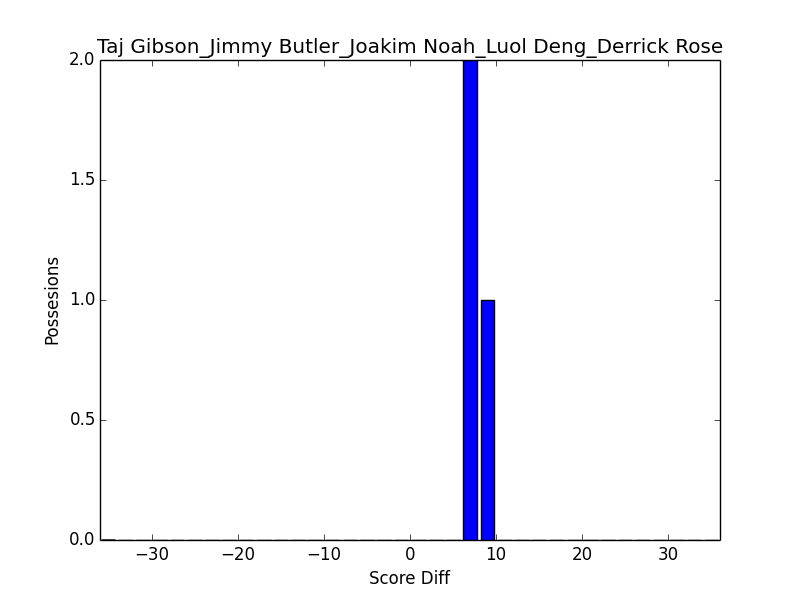 Taj Gibson_Jimmy Butler_Joakim Noah_Luol Deng_Derrick Rose
2.0
1.5
1.0
0.5
0.0
Possesions
−30 −20 −10 0 10 20 30
Score Diff